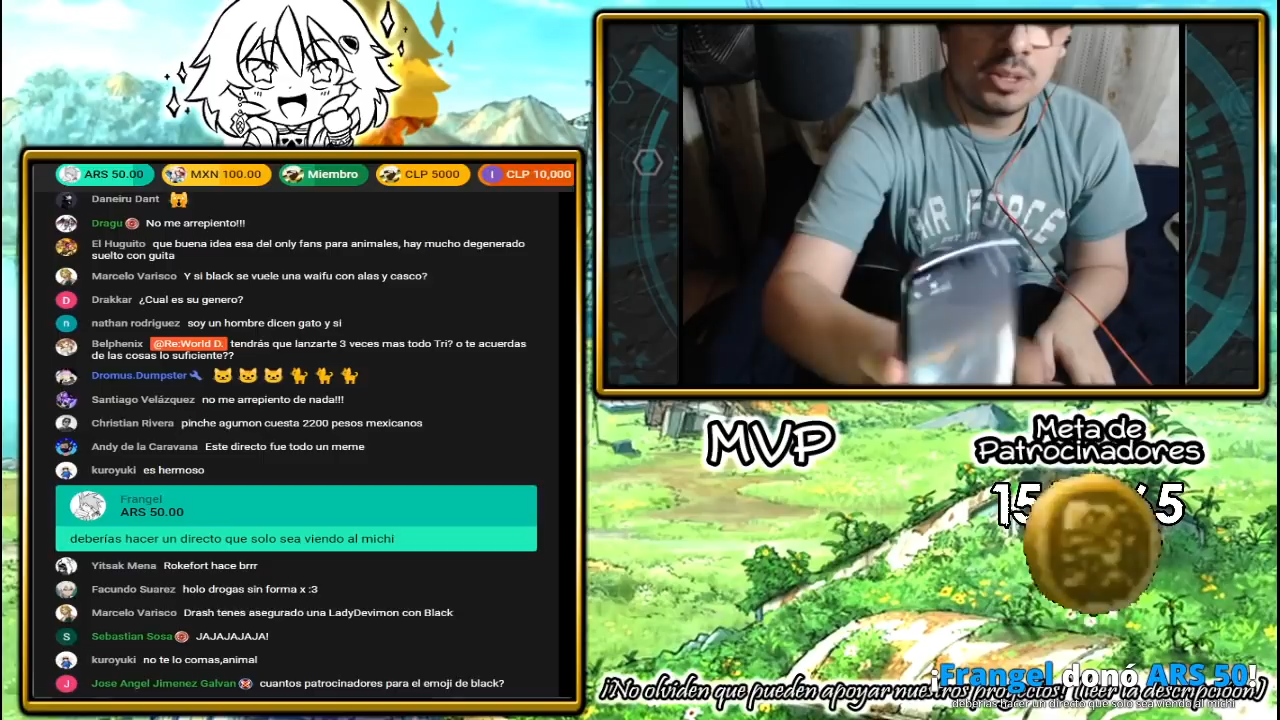 ARS 50.00
MXN 100.00
Miembro
CLP 5000
CLP 10,000
Daneiru Dant
Dragu No me arrepiento!!!
El Huguito que buena idea esa del only fans para animales, hay mucho degenerado
suelto con guita
Marcelo Varisco Y si black se vuele una waifu con alas y casco?
D
Drakkar ¿Cual es su genero?
n
nathan rodriguez soy un hombre dicen gato y si
Belphenix @Re:World D. tendrás que lanzarte 3 veces mas todo Tri? o te acuerdas
de las cosas lo suficiente??
Dromus.Dumpster
Santiago Velázquez no me arrepiento de nada!!!
Christian Rivera pinche agumon cuesta 2200 pesos mexicanos
Andy de la Caravana Este directo fue todo un meme
kuroyuki es hermoso
Frangel
ARS 50.00
deberías hacer un directo que solo sea viendo al michi
Yitsak Mena Rokefort hace brrr
Facundo Suarez holo drogas sin forma x :3
Marcelo Varisco Drash tenes asegurado una LadyDevimon con Black
S
Sebastian Sosa JAJAJAJAJA!
kuroyuki no te lo comas,animal
J
Jose Angel Jimenez Galvan cuantos patrocinadores para el emoji de black?
AIR FORCE
MVP
Meta de
Patrocinadores
¡Frangel donó ARS 50!
¡No olviden que pueden apoyar nuestros proyectos! (leer la descripcioon)
deberías hacer un directo que solo sea viendo al michi